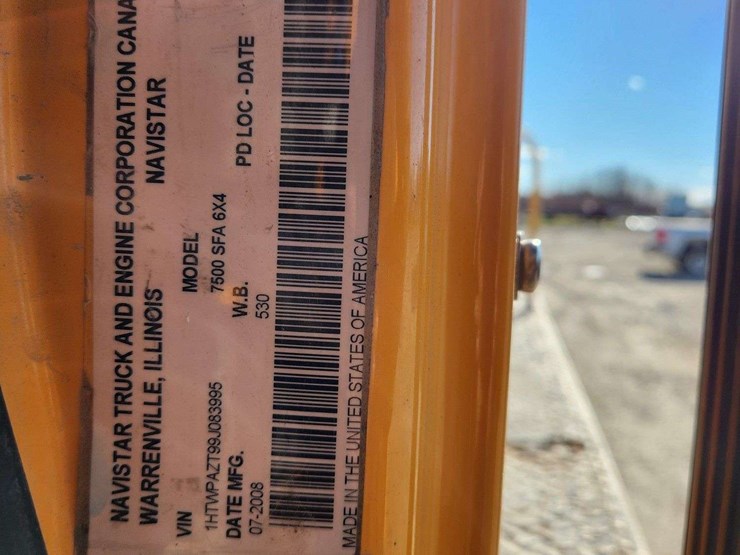 NAVISTAR TRUCK AND ENGINE CORPORATION CANA
WARRENVILLE, ILLINOIS NAVISTAR
VIN MODEL PD LOC - DATE
1HTWPAZT99J083995 7500 SFA 6X4
DATE MFG. W.B.
07-2008 530
MADE IN THE UNITED STATES OF AMERICA